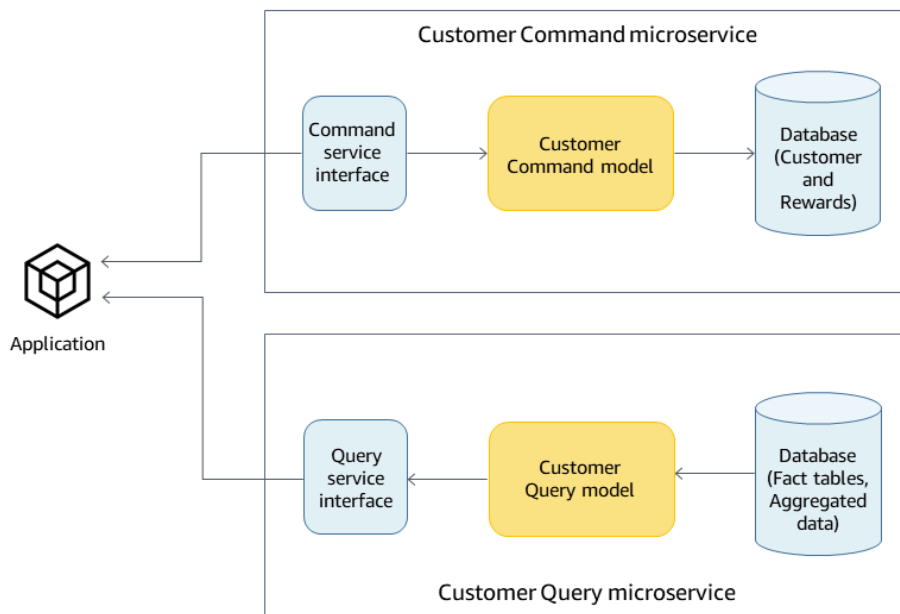 Customer Command microservice
Command
service
interface
Customer
Command model
Database
(Customer
and
Rewards)
Application
Query
service
interface
Customer
Query model
Database
(Fact tables,
Aggregated
data)
Customer Query microservice